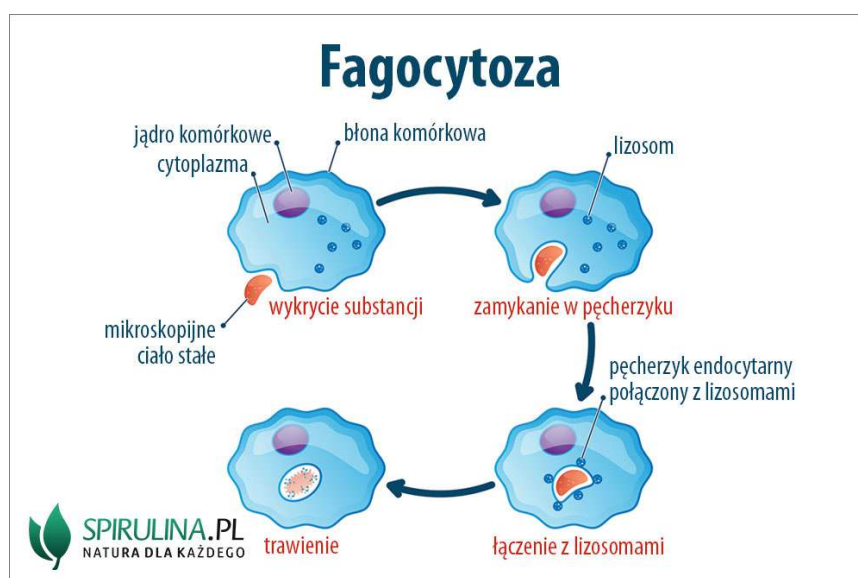 Fagocytoza
jądro komórkowe
cytoplazma
błona komórkowa
lizosom
wykrycie substancji
zamykanie w pęcherzyku
mikroskopijne
ciało stałe
pęcherzyk endocytarny
połączony z lizosomami
trawienie
łączenie z lizosomami
SPIRULINA.PL
NATURA DLA KAŻDEGO